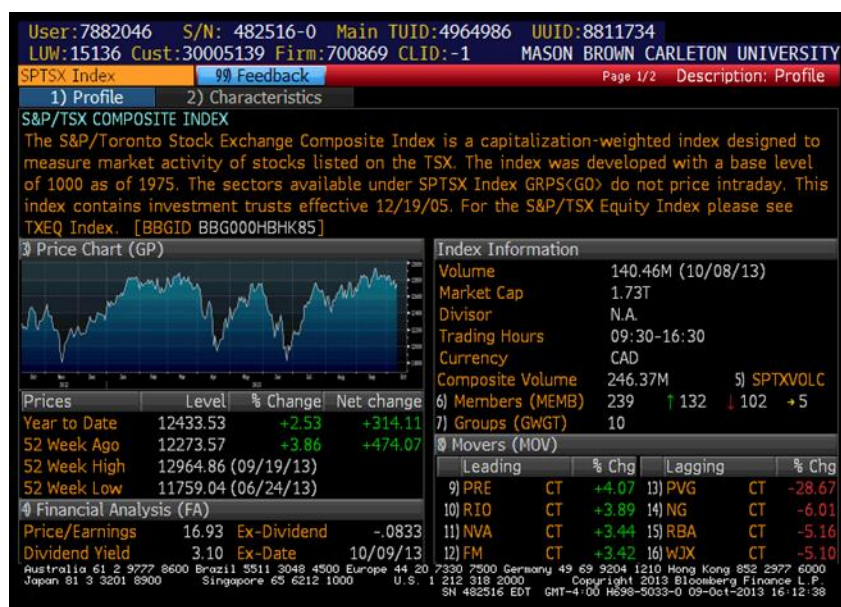 User:7882046 S/N: 482516-0 Main TUID:4964986 UUID:8811734
LUW:15136 Cust:30005139 Firm:700869 CLID:-1 MASON BROWN CARLETON UNIVERSITY
SPTSX Index 99) Feedback Page 1/2 Description: Profile
1) Profile 2) Characteristics
S&P/TSX COMPOSITE INDEX
The S&P/Toronto Stock Exchange Composite Index is a capitalization-weighted index designed to
measure market activity of stocks listed on the TSX. The index was developed with a base level
of 1000 as of 1975. The sectors available under SPTSX Index GRPS<GO> do not price intraday. This
index contains investment trusts effective 12/19/05. For the S&P/TSX Equity Index please see
TXEQ Index. [BBGID BBG000HBHK85]
3) Price Chart (GP)
Prices Level % Change Net change
Year to Date 12433.53 +2.53 +314.11
52 Week Ago 12273.57 +3.86 +474.07
52 Week High 12964.86 (09/19/13)
52 Week Low 11759.04 (06/24/13)
4) Financial Analysis (FA)
Price/Earnings 16.93 Ex-Dividend -.0833
Dividend Yield 3.10 Ex-Date 10/09/13
Index Information
Volume 140.46M (10/08/13)
Market Cap 1.73T
Divisor N.A.
Trading Hours 09:30-16:30
Currency CAD
Composite Volume 246.37M 5) SPTXVOLC
6) Members (MEMB) 239 ↑132 ↓102 →5
7) Groups (GWGT) 10
8) Movers (MOV)
Leading % Chg Lagging % Chg
9) PRE CT +4.07 13) PVG CT -28.67
10) RIO CT +3.89 14) NG CT -6.01
11) NVA CT +3.44 15) RBA CT -5.16
12) FM CT +3.42 16) WJX CT -5.10
Australia 61 2 9777 8600 Brazil 5511 3048 4500 Europe 44 20 7330 7500 Germany 49 69 9204 1210 Hong Kong 852 2977 6000
Japan 81 3 3201 8900 Singapore 65 6212 1000 U.S. 1 212 318 2000 Copyright 2013 Bloomberg Finance L.P.
SN 482516 EDT GMT-4:00 H698-5033-0 09-Oct-2013 16:12:38